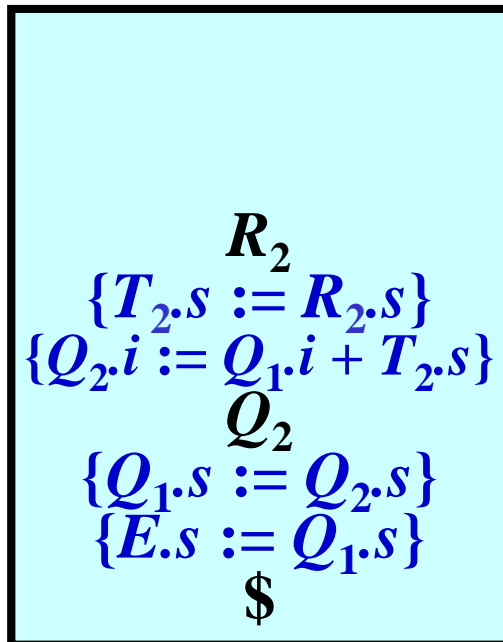 R₂
{T₂.s := R₂.s}
{Q₂.i := Q₁.i + T₂.s}
Q₂
{Q₁.s := Q₂.s}
{E.s := Q₁.s}
$